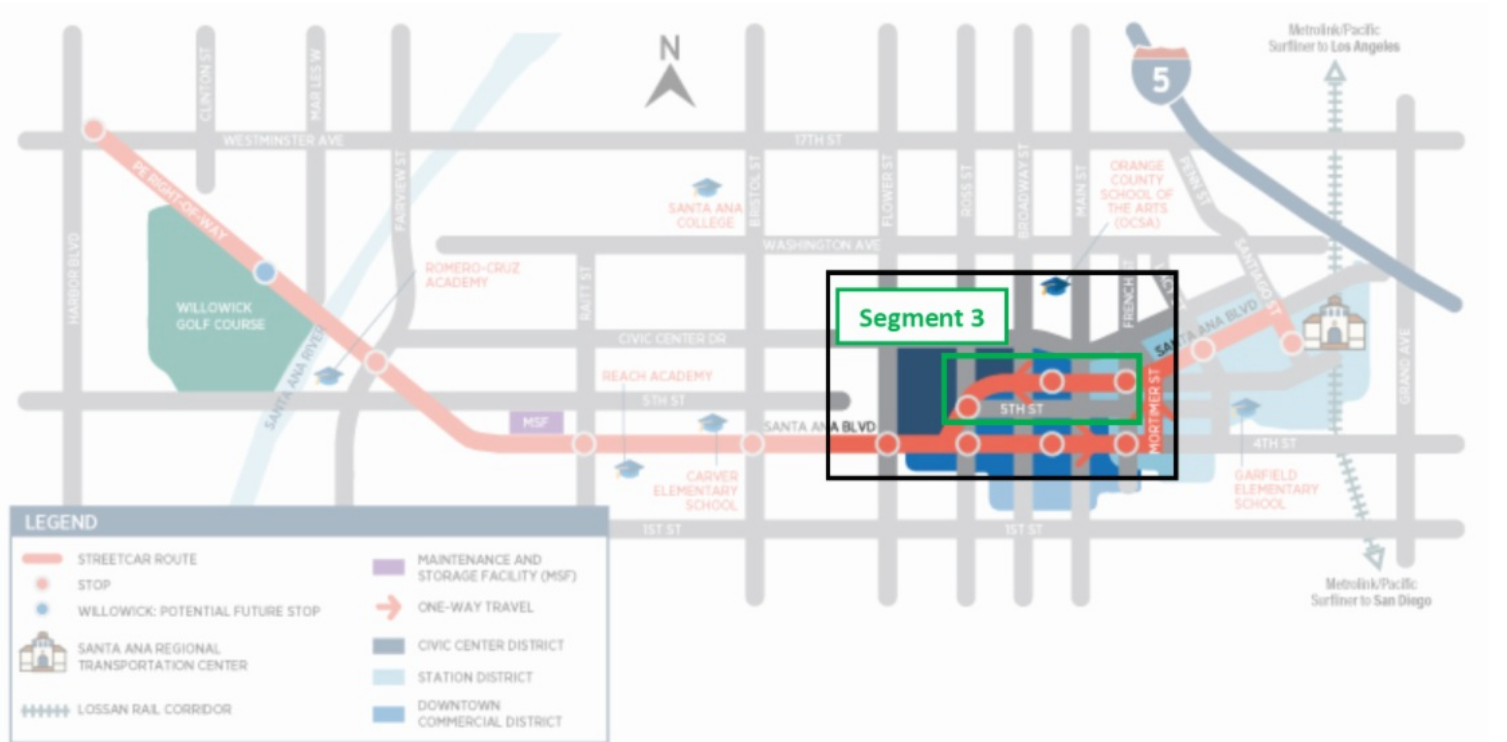 Metrolink/Pacific
Surfliner to Los Angeles
N
5
CLINTON ST
WESTMINSTER AVE
17TH ST
PE RIGHT-OF-WAY
FAIRVIEW ST
BRISTOL ST
FLOWER ST
ROSS ST
BROADWAY ST
MAIN ST
PENN ST
ORANGE
COUNTY
SCHOOL OF
THE ARTS
(OCSA)
SANTA ANA
COLLEGE
WASHINGTON AVE
HARBOR BLVD
ROMERO-CRUZ
ACADEMY
RAITT ST
FRENCH ST
SANTIAGO ST
WILLOWICK
GOLF COURSE
Segment 3
SANTA ANA BLVD
CIVIC CENTER DR
SANTA ANA RIVER
REACH ACADEMY
5TH ST
5TH ST
MORTIMER ST
GRAND AVE
MSF
SANTA ANA BLVD
4TH ST
CARVER
ELEMENTARY
SCHOOL
GARFIELD
ELEMENTARY
SCHOOL
1ST ST
1ST ST
LEGEND
STREETCAR ROUTE
STOP
WILLOWICK: POTENTIAL FUTURE STOP
SANTA ANA REGIONAL
TRANSPORTATION CENTER
LOSSAN RAIL CORRIDOR
MAINTENANCE AND
STORAGE FACILITY (MSF)
ONE-WAY TRAVEL
CIVIC CENTER DISTRICT
STATION DISTRICT
DOWNTOWN
COMMERCIAL DISTRICT
Metrolink/Pacific
Surfliner to San Diego